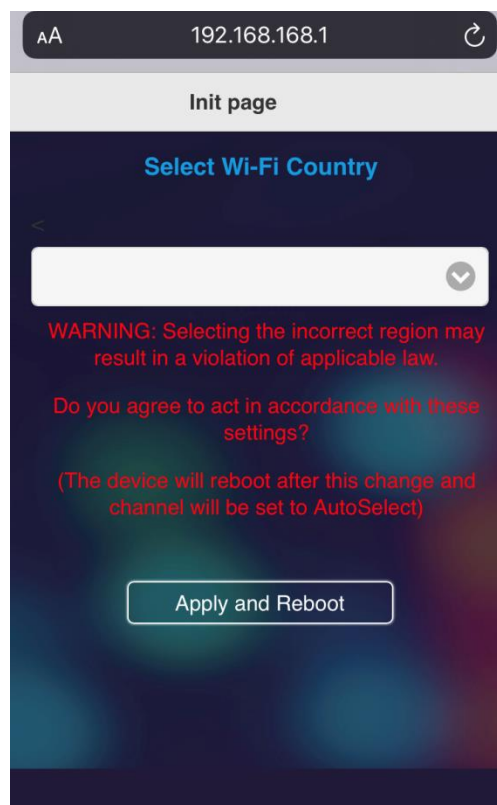 AA 192.168.168.1
Init page
Select Wi-Fi Country
<
WARNING: Selecting the incorrect region may
result in a violation of applicable law.
Do you agree to act in accordance with these
settings?
(The device will reboot after this change and
channel will be set to AutoSelect)
Apply and Reboot